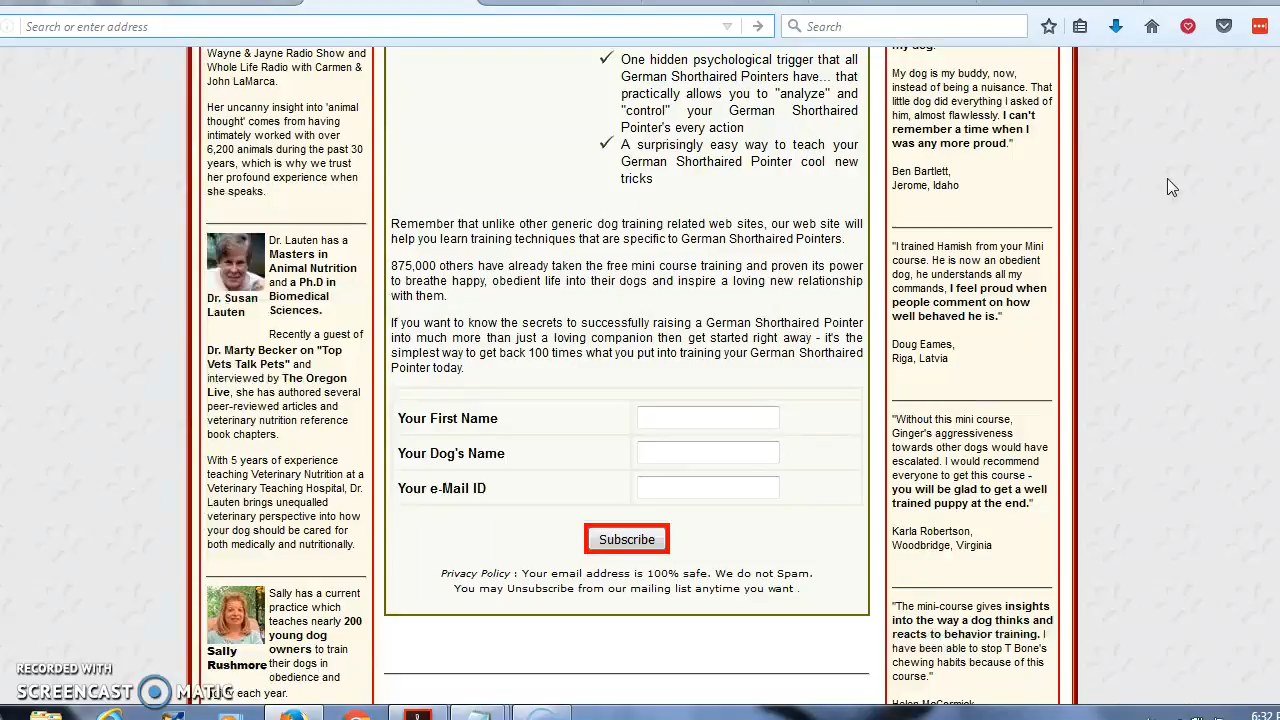 Search or enter address
Search
Wayne & Jayne Radio Show and
Whole Life Radio with Carmen &
John LaMarca.
Her uncanny insight into 'animal
thought' comes from having
intimately worked with over
6,200 animals during the past 30
years, which is why we trust
her profound experience when
she speaks.
Dr. Lauten has a
Masters in
Animal Nutrition
and a Ph.D in
Biomedical
Sciences.
Dr. Susan
Lauten
Recently a guest of
Dr. Marty Becker on "Top
Vets Talk Pets" and
interviewed by The Oregon
Live, she has authored several
peer-reviewed articles and
veterinary nutrition reference
book chapters.
With 5 years of experience
teaching Veterinary Nutrition at a
Veterinary Teaching Hospital, Dr.
Lauten brings unequalled
veterinary perspective into how
your dog should be cared for
both medically and nutritionally.
Sally has a current
practice which
teaches nearly 200
young dog
owners to train
their dogs in
obedience and
each year.
Sally
Rushmore
One hidden psychological trigger that all
German Shorthaired Pointers have... that
practically allows you to "analyze" and
"control" your German Shorthaired
Pointer's every action
A surprisingly easy way to teach your
German Shorthaired Pointer cool new
tricks
Remember that unlike other generic dog training related web sites, our web site will
help you learn training techniques that are specific to German Shorthaired Pointers.
875,000 others have already taken the free mini course training and proven its power
to breathe happy, obedient life into their dogs and inspire a loving new relationship
with them.
If you want to know the secrets to successfully raising a German Shorthaired Pointer
into much more than just a loving companion then get started right away - it's the
simplest way to get back 100 times what you put into training your German Shorthaired
Pointer today.
Your First Name
Your Dog's Name
Your e-Mail ID
Subscribe
Privacy Policy : Your email address is 100% safe. We do not Spam.
You may Unsubscribe from our mailing list anytime you want .
my dog.
My dog is my buddy, now,
instead of being a nuisance. That
little dog did everything I asked of
him, almost flawlessly. I can't
remember a time when I
was any more proud."
Ben Bartlett,
Jerome, Idaho
"I trained Hamish from your Mini
course. He is now an obedient
dog, he understands all my
commands, I feel proud when
people comment on how
well behaved he is."
Doug Eames,
Riga, Latvia
"Without this mini course,
Ginger's aggressiveness
towards other dogs would have
escalated. I would recommend
everyone to get this course -
you will be glad to get a well
trained puppy at the end."
Karla Robertson,
Woodbridge, Virginia
"The mini-course gives insights
into the way a dog thinks and
reacts to behavior training. I
have been able to stop T Bone's
chewing habits because of this
course."
Helen McCormick
RECORDED WITH
SCREENCAST MATIC
6:32